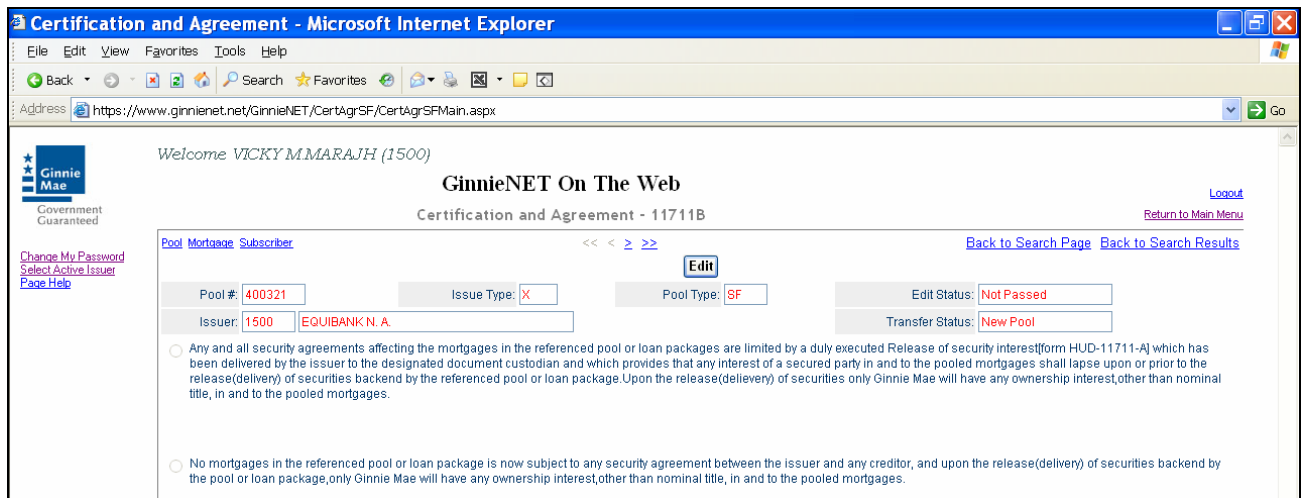 Certification and Agreement - Microsoft Internet Explorer
File Edit View Favorites Tools Help
Back Search Favorites
Address https://www.ginnienet.net/GinnieNET/CertAgrSF/CertAgrSFMain.aspx Go
Ginnie
Mae
Government
Guaranteed
Change My Password
Select Active Issuer
Page Help
Welcome VICKY M.MARAJH (1500)
GinnieNET On The Web
Logout
Certification and Agreement - 11711B
Return to Main Menu
Pool Mortgage Subscriber << < > >> Back to Search Page Back to Search Results
Edit
Pool #: 400321 Issue Type: X Pool Type: SF Edit Status: Not Passed
Issuer: 1500 EQUIBANK N. A. Transfer Status: New Pool
Any and all security agreements affecting the mortgages in the referenced pool or loan packages are limited by a duly executed Release of security interest[form HUD-11711-A] which has
been delivered by the issuer to the designated document custodian and which provides that any interest of a secured party in and to the pooled mortgages shall lapse upon or prior to the
release(delivery) of securities backend by the referenced pool or loan package.Upon the release(delievery) of securities only Ginnie Mae will have any ownership interest,other than nominal
title, in and to the pooled mortgages.
No mortgages in the referenced pool or loan package is now subject to any security agreement between the issuer and any creditor, and upon the release(delivery) of securities backend by
the pool or loan package,only Ginnie Mae will have any ownership interest,other than nominal title, in and to the pooled mortgages.